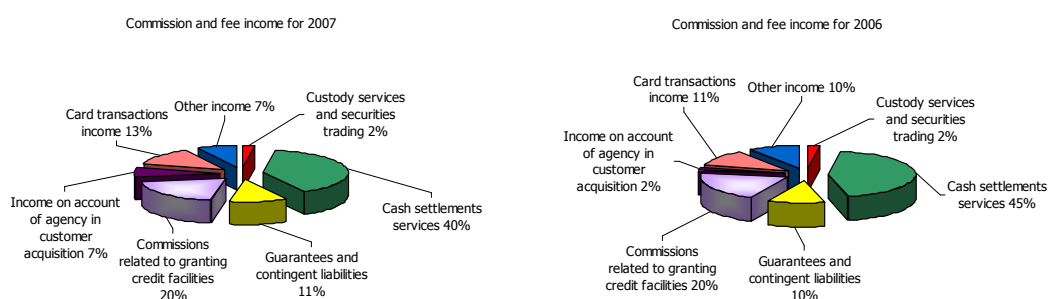 Commission and fee income for 2007
Other income 7%
Custody services
and securities
trading 2%
Card transactions
income 13%
Cash settlements
services 40%
Income on account
of agency in
customer
acquisition 7%
Commissions
related to granting
credit facilities
20%
Guarantees and
contingent liabilities
11%
Commission and fee income for 2006
Card transactions
income 11%
Other income 10%
Custody services
and securities
trading 2%
Income on account
of agency in
customer
acquisition 2%
Cash settlements
services 45%
Commissions
related to granting
credit facilities 20%
Guarantees and
contingent liabilities
10%